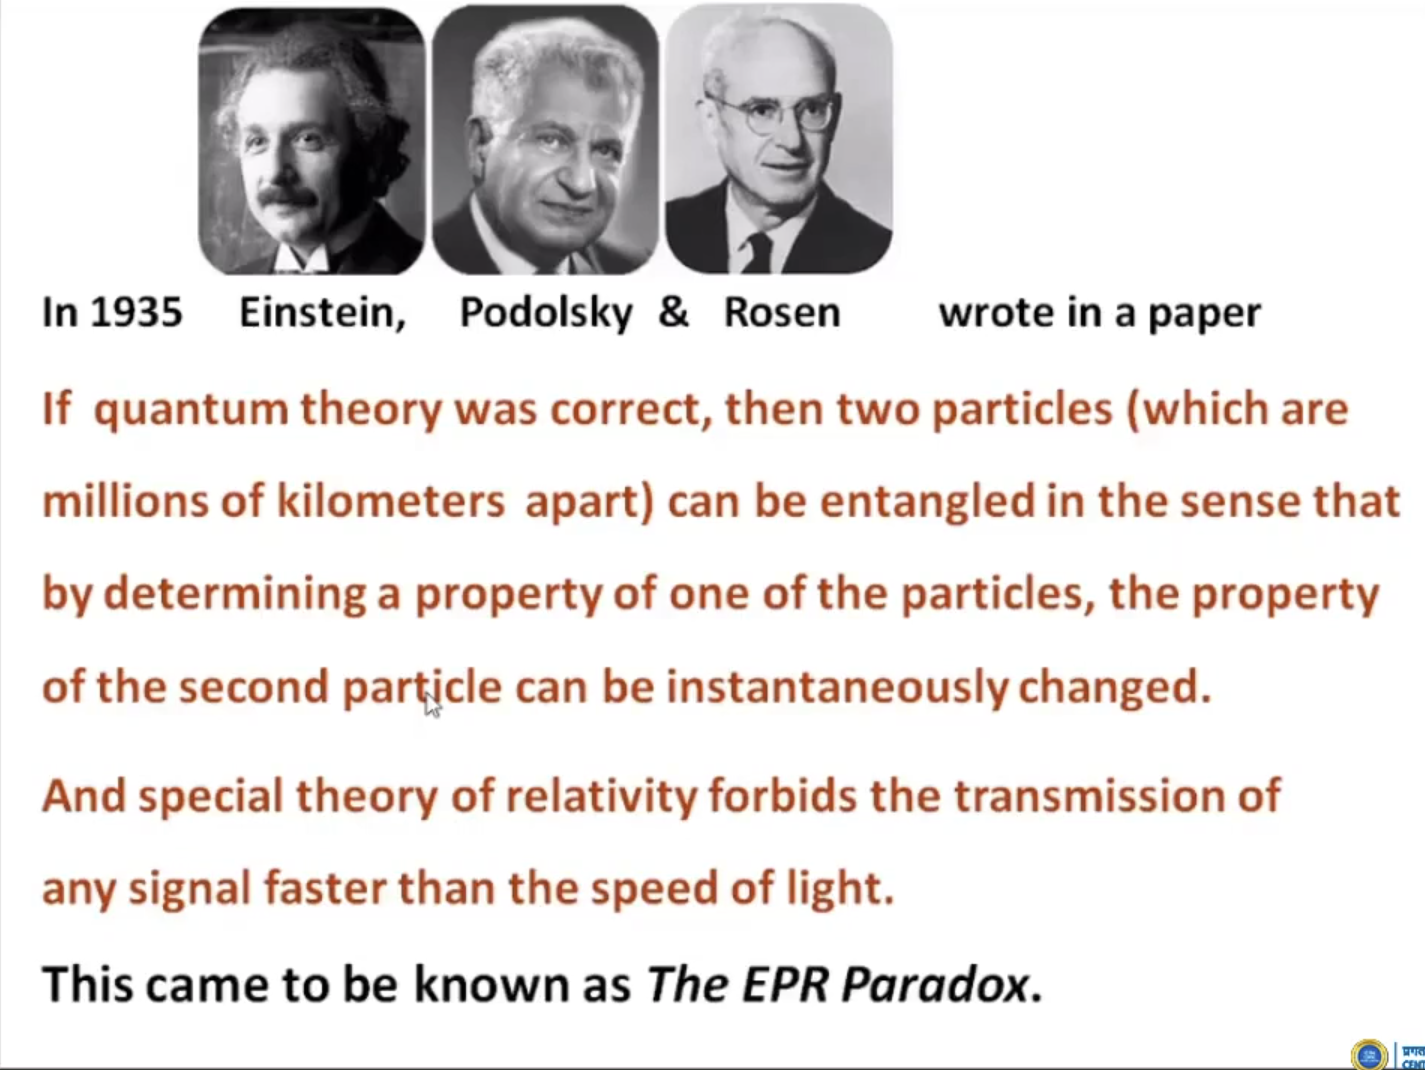 In 1935 Einstein, Podolsky & Rosen wrote in a paper
If quantum theory was correct, then two particles (which are
millions of kilometers apart) can be entangled in the sense that
by determining a property of one of the particles, the property
of the second particle can be instantaneously changed.
And special theory of relativity forbids the transmission of
any signal faster than the speed of light.
This came to be known as The EPR Paradox.